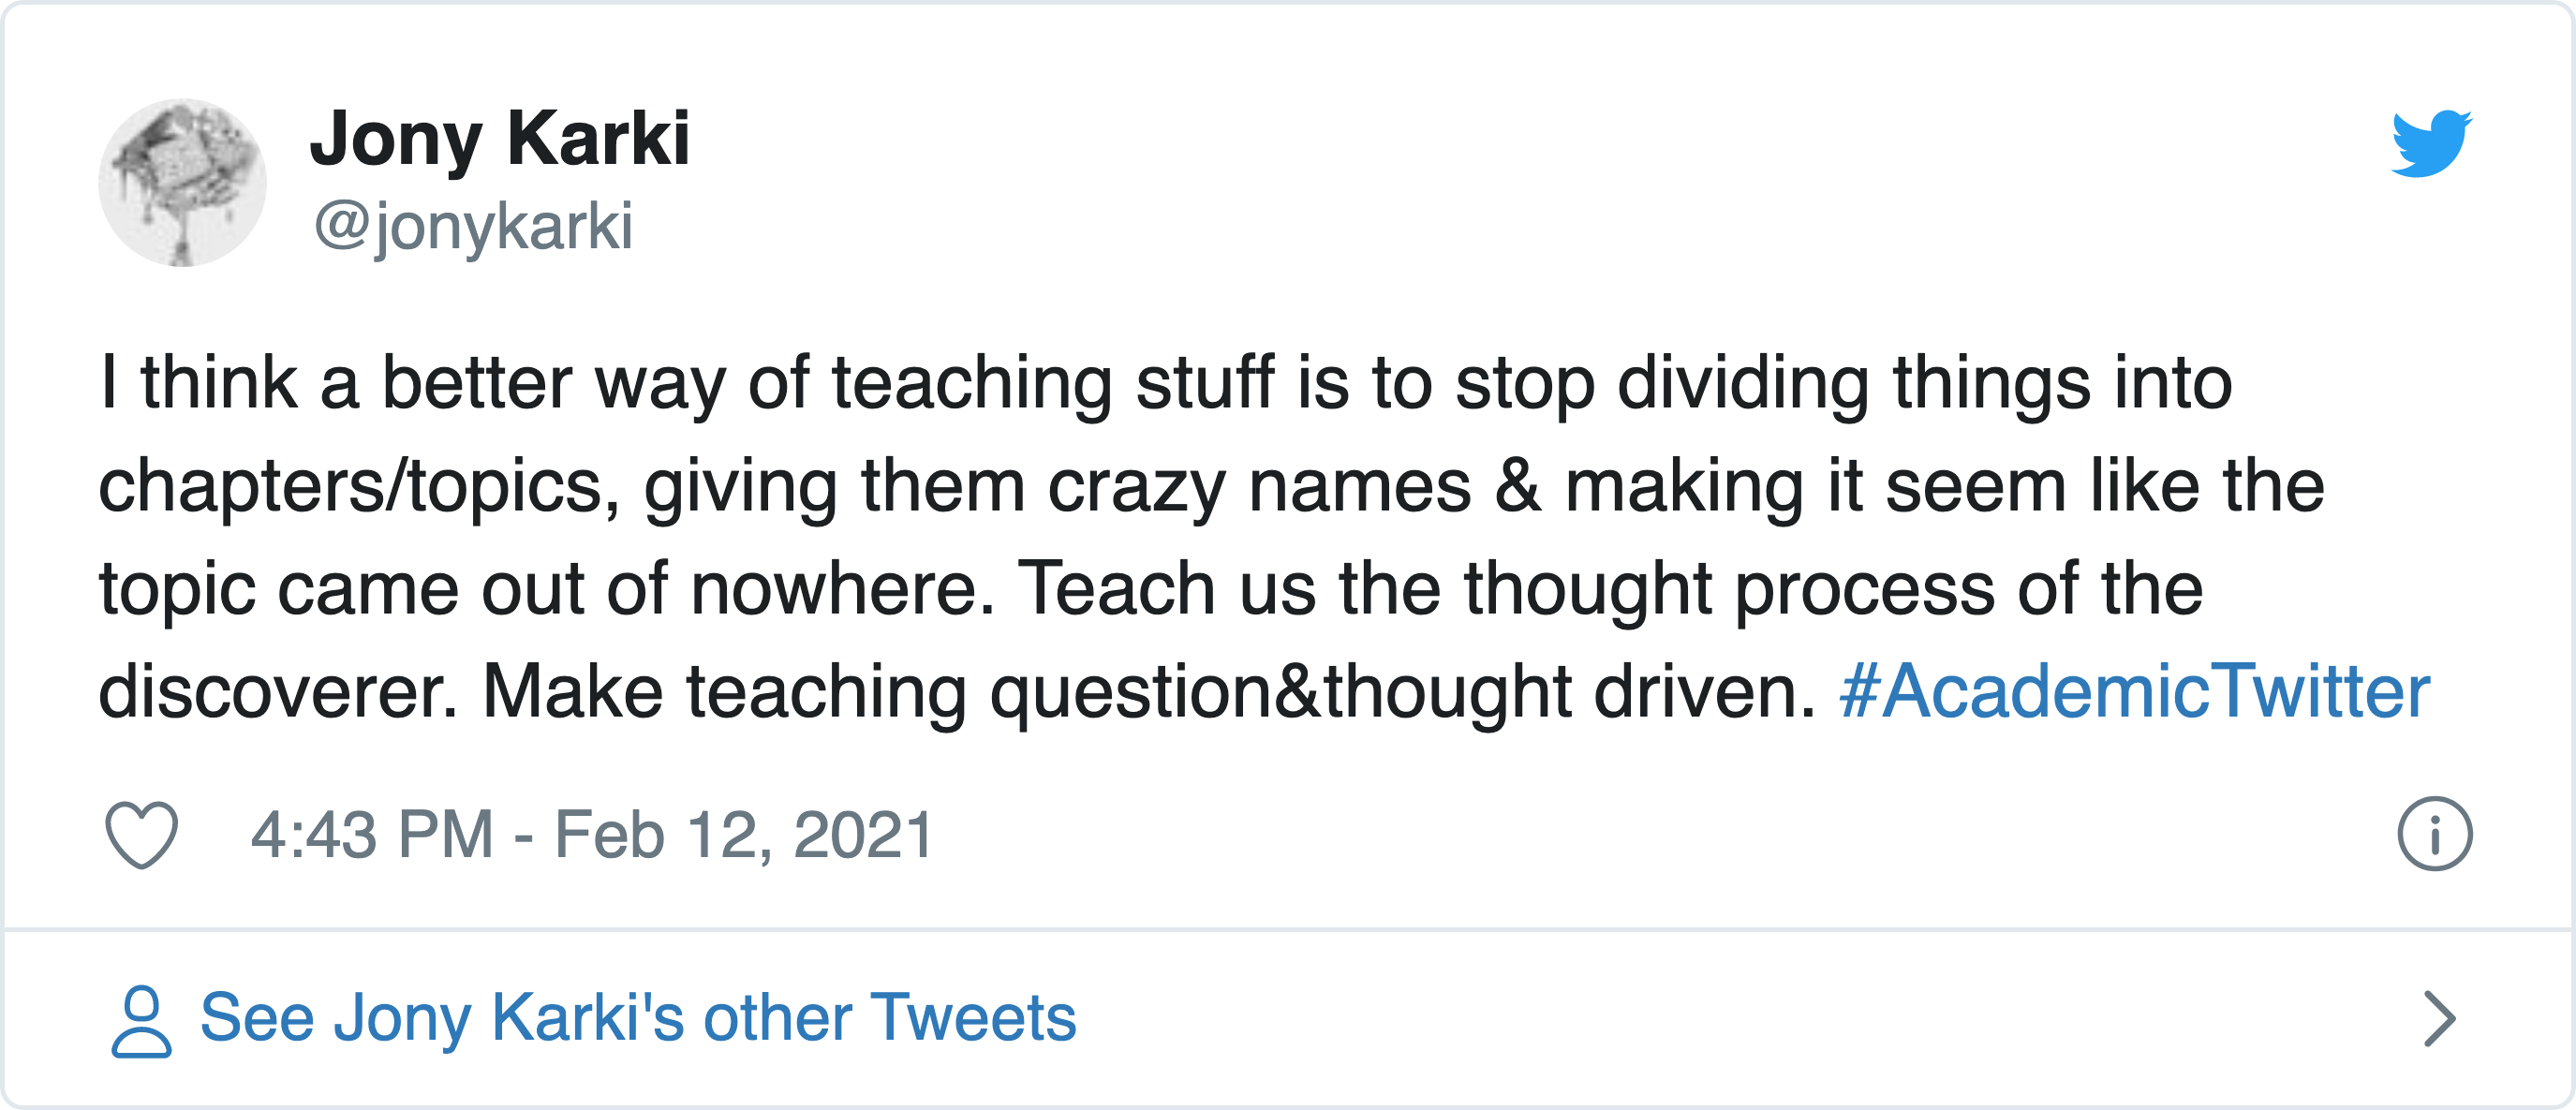 Jony Karki
@jonykarki
I think a better way of teaching stuff is to stop dividing things into
chapters/topics, giving them crazy names & making it seem like the
topic came out of nowhere. Teach us the thought process of the
discoverer. Make teaching question&thought driven. #AcademicTwitter
4:43 PM - Feb 12, 2021
See Jony Karki's other Tweets